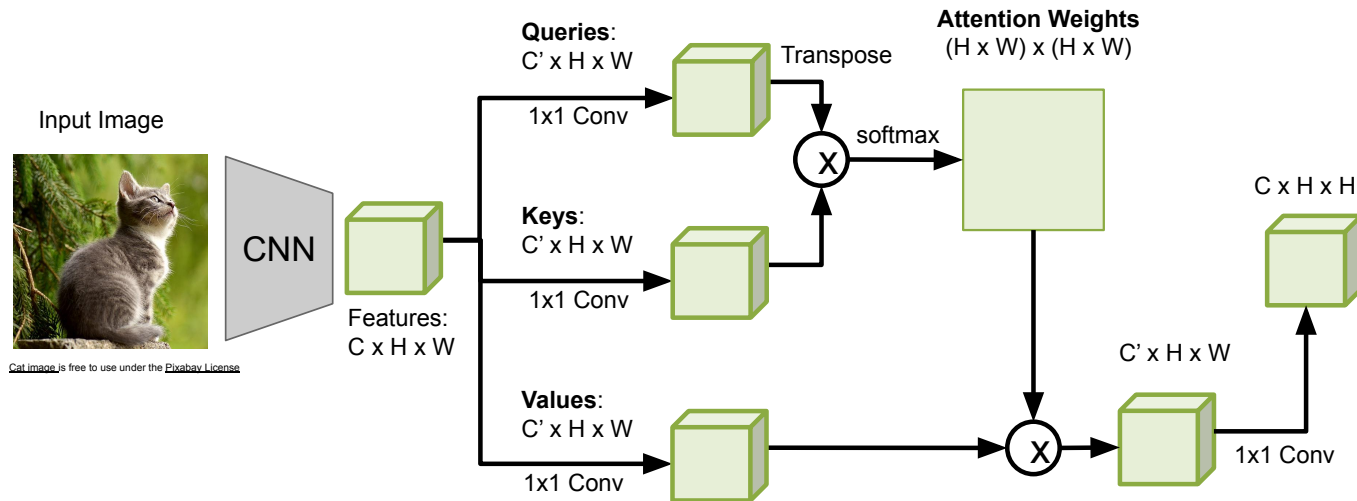 Input Image
Cat image is free to use under the Pixabay License
CNN
Features:
C x H x W
Queries:
C' x H x W
1x1 Conv
Keys:
C' x H x W
1x1 Conv
Values:
C' x H x W
1x1 Conv
Transpose
X
softmax
Attention Weights
(H x W) x (H x W)
X
C' x H x W
1x1 Conv
C x H x H